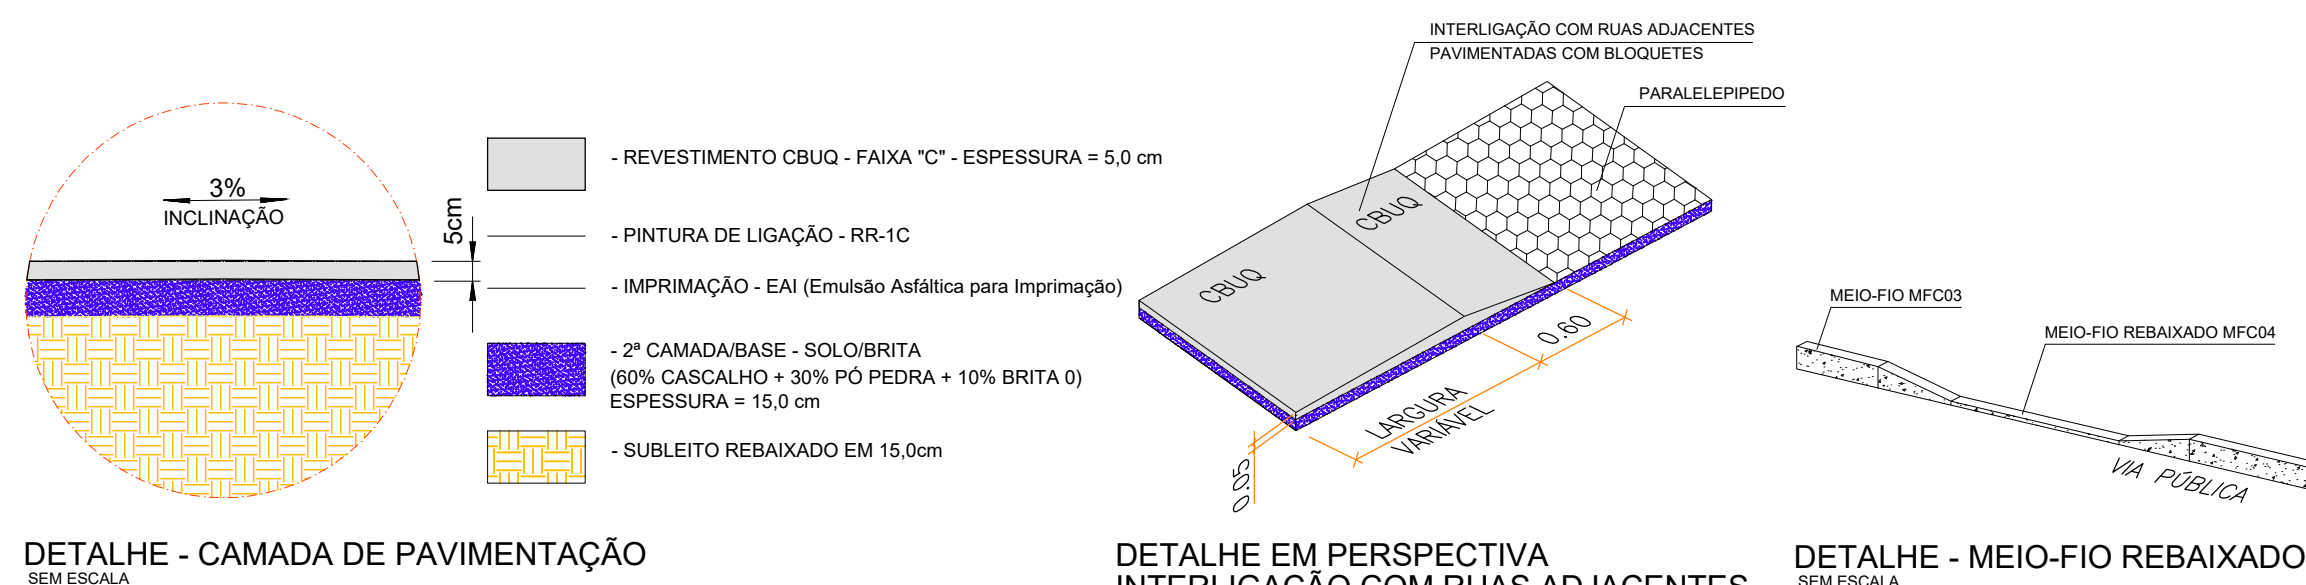 3%
INCLINAÇÃO
5cm
- REVESTIMENTO CBUQ - FAIXA "C" - ESPESSURA = 5,0 cm
- PINTURA DE LIGAÇÃO - RR-1C
- IMPRIMAÇÃO - EAI (Emulsão Asfáltica para Imprimação)
- 2ª CAMADA/BASE - SOLO/BRITA
(60% CASCALHO + 30% PÓ PEDRA + 10% BRITA 0)
ESPESSURA = 15,0 cm
- SUBLEITO REBAIXADO EM 15,0cm
DETALHE - CAMADA DE PAVIMENTAÇÃO
SEM ESCALA
INTERLIGAÇÃO COM RUAS ADJACENTES
PAVIMENTADAS COM BLOQUETES
PARALELEPIPEDO
CBUQ
CBUQ
0.60
LARGURA
VARIÁVEL
0.05
DETALHE EM PERSPECTIVA
INTERLIGAÇÃO COM RUAS ADJACENTES
MEIO-FIO MFC03
MEIO-FIO REBAIXADO MFC04
VIA PÚBLICA
DETALHE - MEIO-FIO REBAIXADO
SEM ESCALA